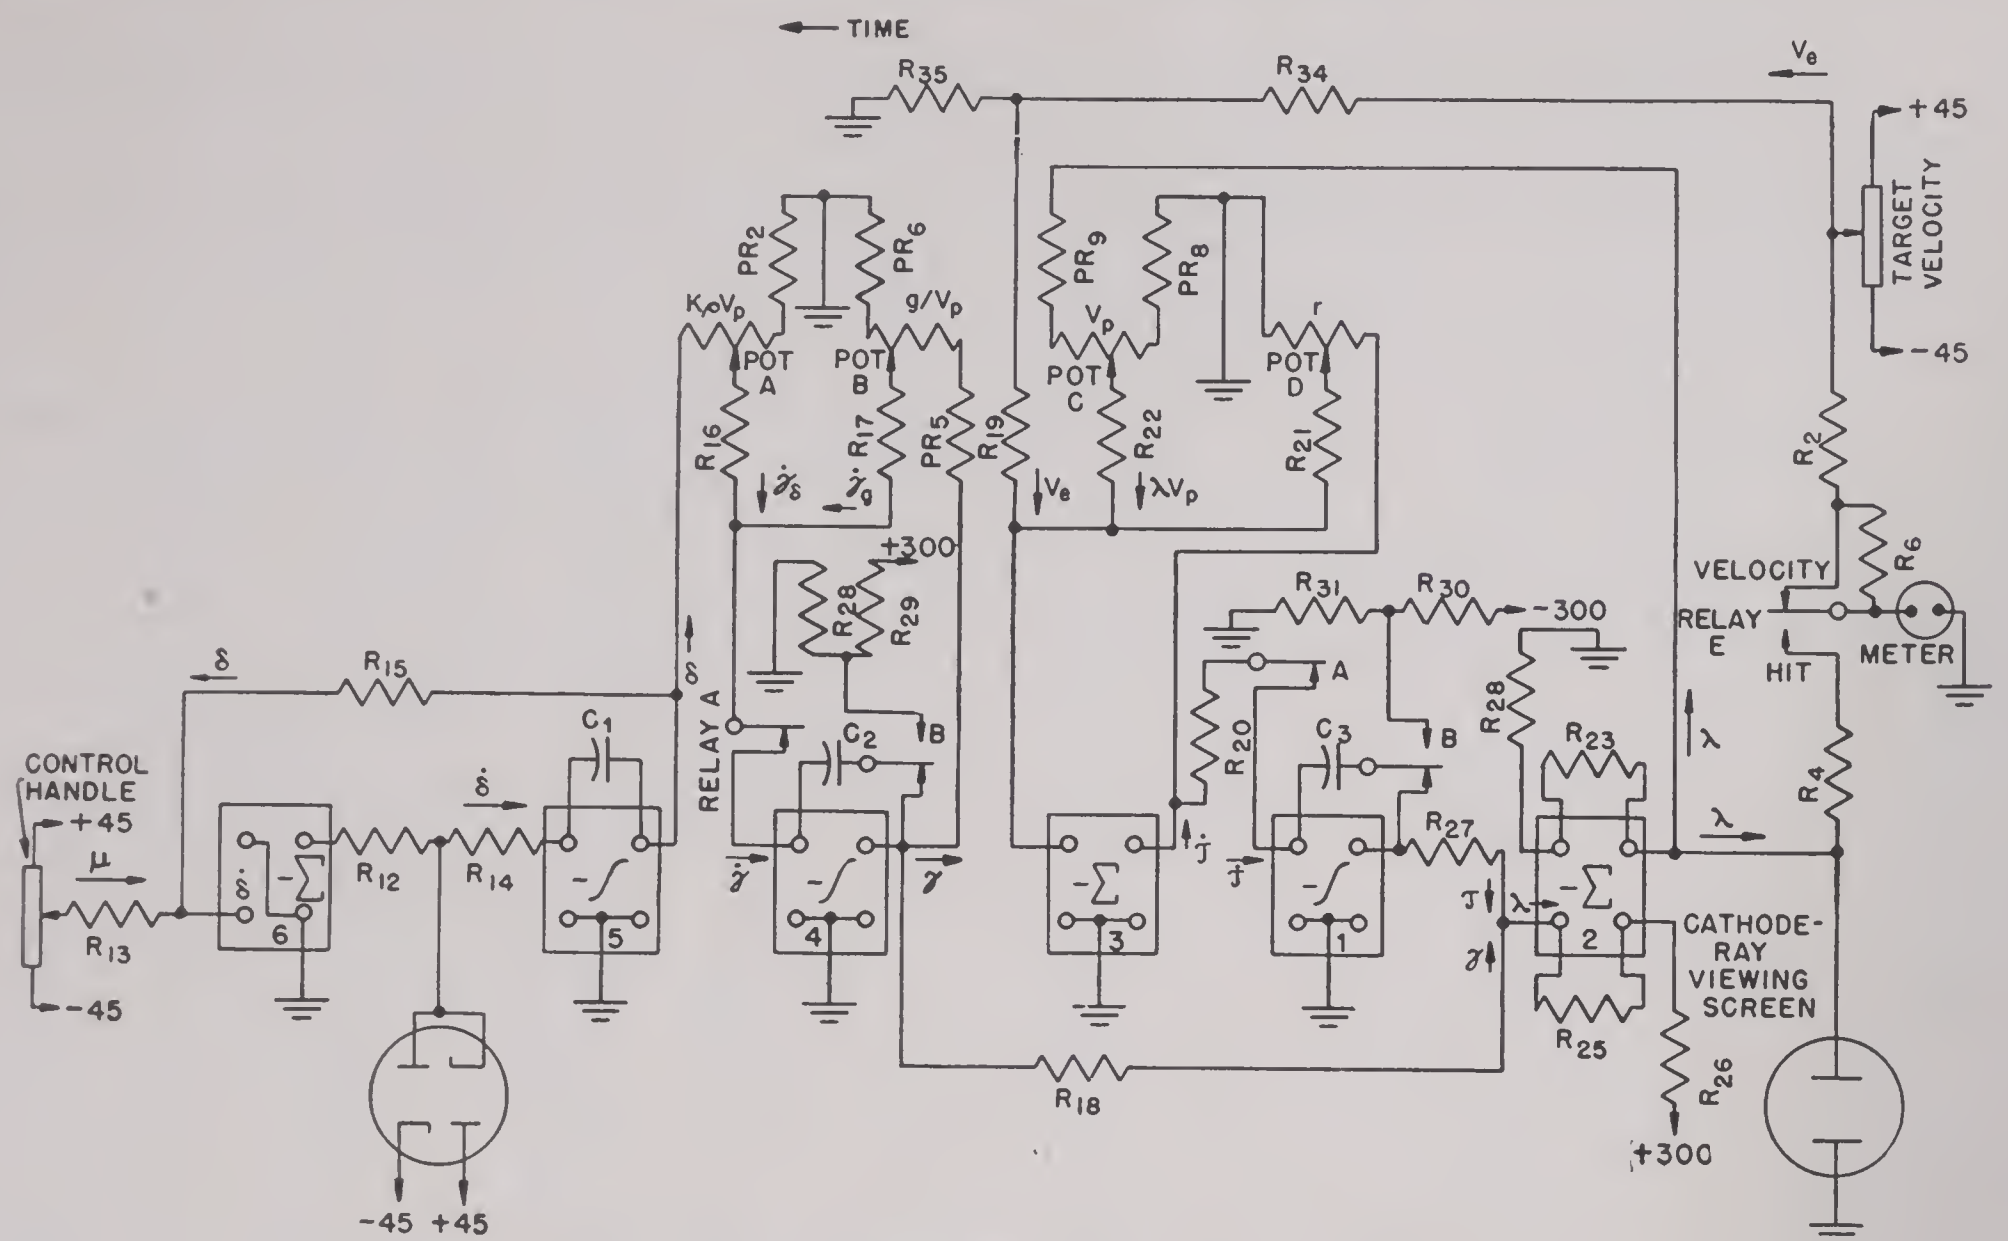 TIME
R35
R34
Ve
+45
TARGET
VELOCITY
-45
PR2
PR6
PR9
PR8
KρVp
g/Vp
Vp
r
POT
A
POT
B
POT
C
POT
D
R16
R17
PR5
R19
R22
R21
R2
γ̇δ
γ̇g
Ve
λVp
+300
R28
R29
R31
R30
-300
VELOCITY
R6
RELAY
E
METER
HIT
δ
R15
δ
RELAY A
C1
C2
B
R20
A
C3
B
R28
R23
λ
R4
CONTROL
HANDLE
+45
μ
R13
-45
δ̇
-Σ
6
R12
δ̇
R14
-∫
5
γ̇
-∫
4
γ
-Σ
3
J̇
J̇
-∫
1
R27
J
λ
γ
-Σ
2
λ
R25
R26
+300
CATHODE-
RAY
VIEWING
SCREEN
R18
-45 +45